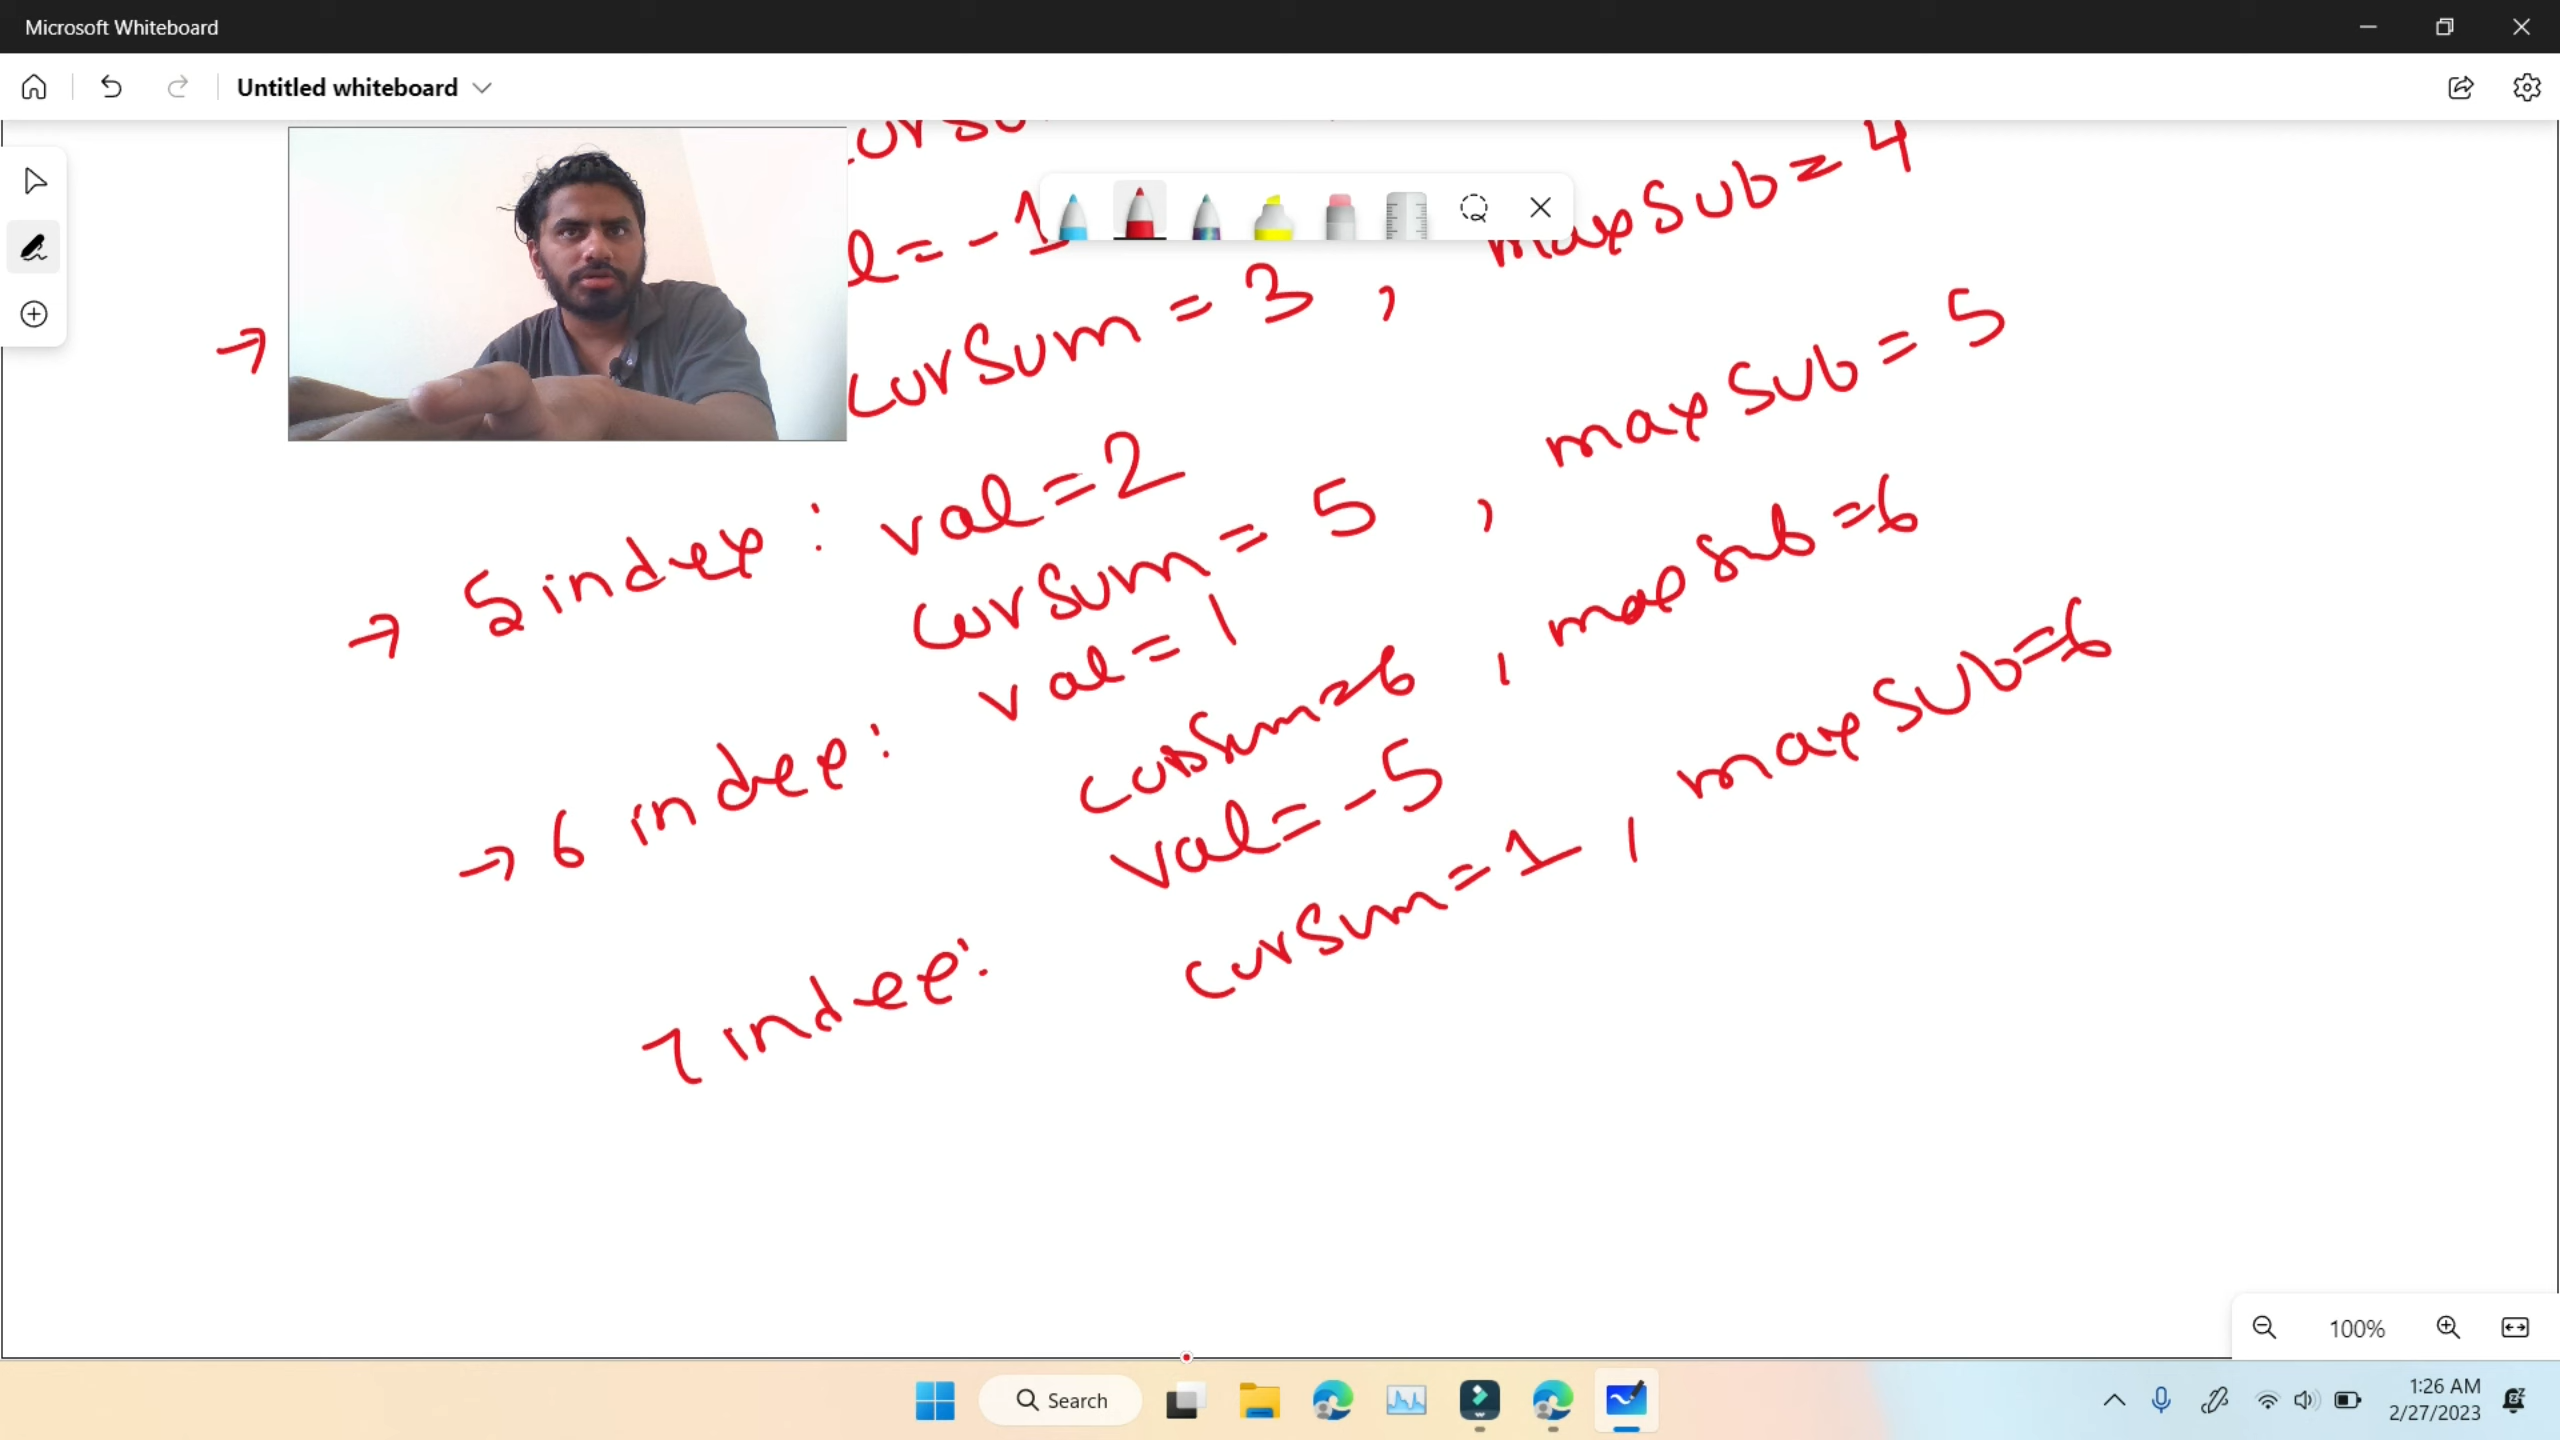 Microsoft Whiteboard
Untitled whiteboard
maxSub = 4
l = -1
curSum = 3 ,
→
→ 5 index : val = 2
curSum = 5 , maxSub = 5
→ 6 index : val = 1
curSum = 6 , maxSub = 6
7 index : val = -5
curSum = 1 , maxSub = 6
100%
Search
1:26 AM
2/27/2023